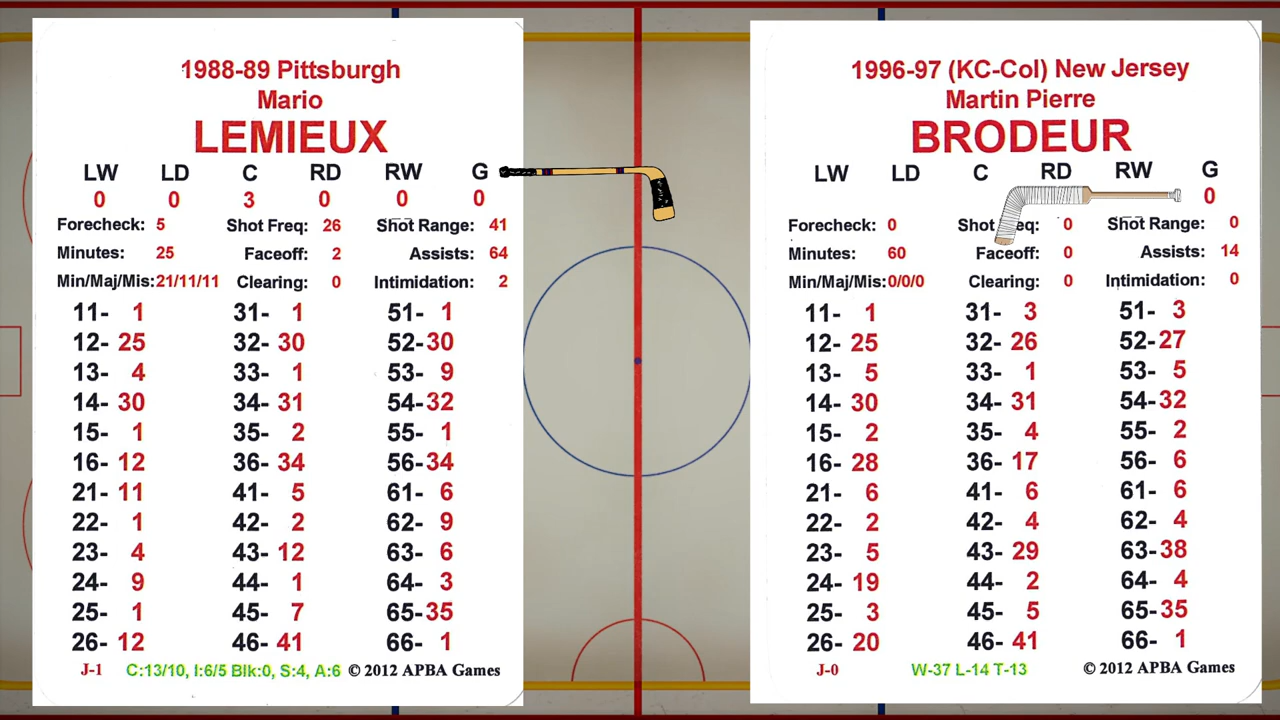 1988-89 Pittsburgh
Mario
LEMIEUX
LW LD C RD RW G
0 0 3 0 0 0
Forecheck: 5 Shot Freq: 26 Shot Range: 41
Minutes: 25 Faceoff: 2 Assists: 64
Min/Maj/Mis:21/11/11 Clearing: 0 Intimidation: 2
11- 1 31- 1 51- 1
12- 25 32- 30 52- 30
13- 4 33- 1 53- 9
14- 30 34- 31 54- 32
15- 1 35- 2 55- 1
16- 12 36- 34 56- 34
21- 11 41- 5 61- 6
22- 1 42- 2 62- 9
23- 4 43- 12 63- 6
24- 9 44- 1 64- 3
25- 1 45- 7 65- 35
26- 12 46- 41 66- 1
J-1 C:13/10, I:6/5 Blk:0, S:4, A:6 © 2012 APBA Games
1996-97 (KC-Col) New Jersey
Martin Pierre
BRODEUR
LW LD C RD RW G
0
Forecheck: 0 Shot eq: 0 Shot Range: 0
Minutes: 60 Faceoff: 0 Assists: 14
Min/Maj/Mis:0/0/0 Clearing: 0 Intimidation: 0
11- 1 31- 3 51- 3
12- 25 32- 26 52- 27
13- 5 33- 1 53- 5
14- 30 34- 31 54- 32
15- 2 35- 4 55- 2
16- 28 36- 17 56- 6
21- 6 41- 6 61- 6
22- 2 42- 4 62- 4
23- 5 43- 29 63- 38
24- 19 44- 2 64- 4
25- 3 45- 5 65- 35
26- 20 46- 41 66- 1
J-0 W-37 L-14 T-13 © 2012 APBA Games